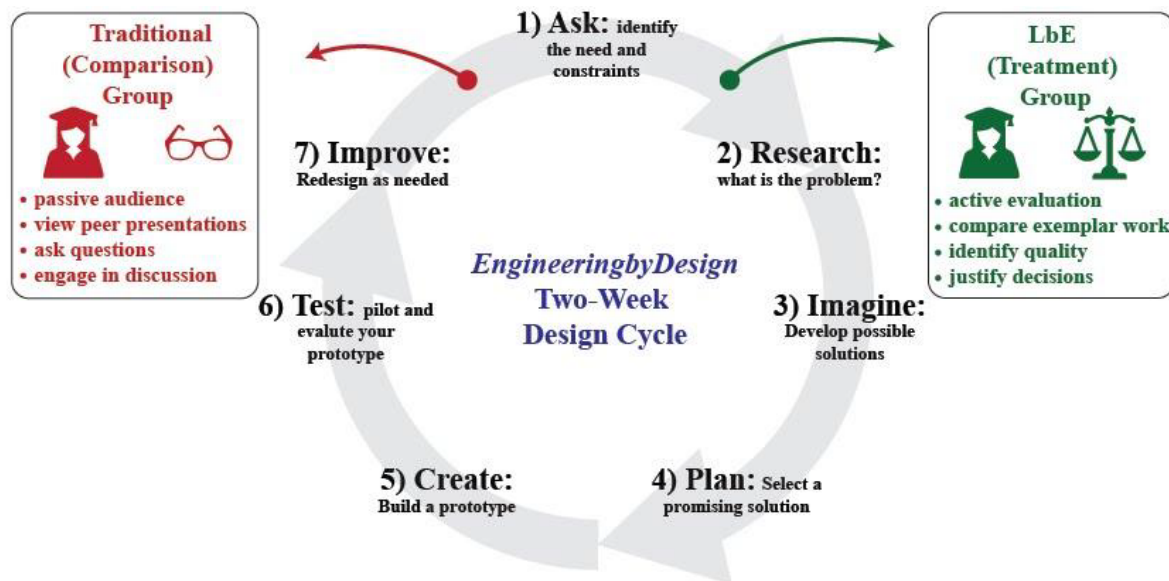 Traditional
(Comparison)
Group
• passive audience
• view peer presentations
• ask questions
• engage in discussion
1) Ask: identify
the need and
constraints
LbE
(Treatment)
Group
• active evaluation
• compare exemplar work
• identify quality
• justify decisions
2) Research:
what is the problem?
3) Imagine:
Develop possible
solutions
4) Plan: Select a
promising solution
5) Create:
Build a prototype
6) Test: pilot and
evalute your
prototype
7) Improve:
Redesign as needed
EngineeringbyDesign
Two-Week
Design Cycle